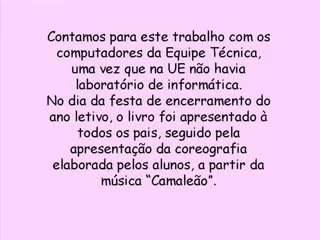 Contamos para este trabalho com os
computadores da Equipe Técnica,
uma vez que na UE não havia
laboratório de informática.
No dia da festa de encerramento do
ano letivo, o livro foi apresentado à
todos os pais, seguido pela
apresentação da coreografia
elaborada pelos alunos, a partir da
música “Camaleão”.